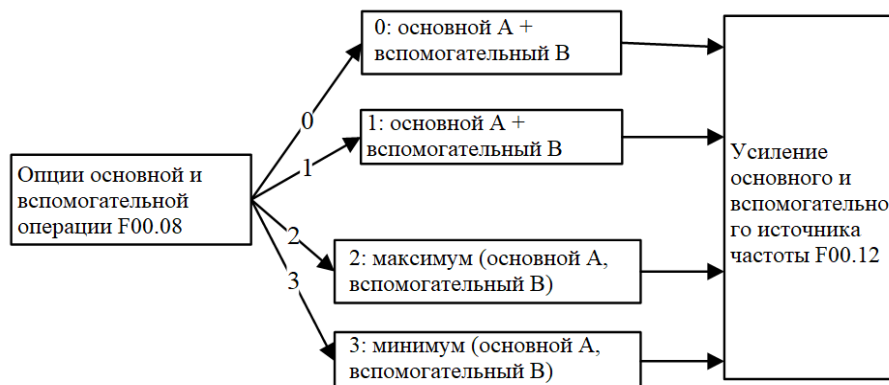 0: основной А +
вспомогательный В
0
1: основной А +
вспомогательный В
1
Опции основной и
вспомогательной
операции F00.08
2
2: максимум (основной А,
вспомогательный В)
3
3: минимум (основной А,
вспомогательный В)
Усиление
основного и
вспомогательно
го источника
частоты F00.12